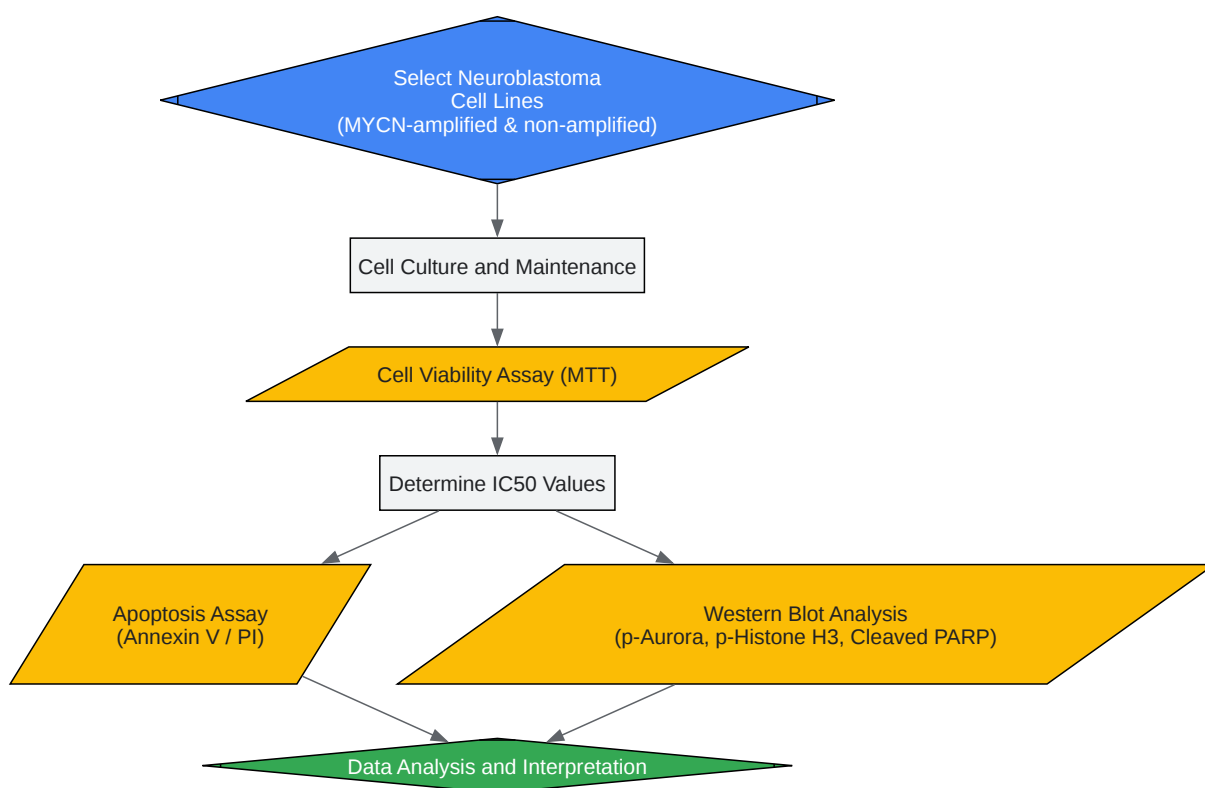 Select Neuroblastoma
Cell Lines
(MYCN-amplified & non-amplified)
Cell Culture and Maintenance
Cell Viability Assay (MTT)
Determine IC50 Values
Apoptosis Assay
(Annexin V / PI)
Western Blot Analysis
(p-Aurora, p-Histone H3, Cleaved PARP)
Data Analysis and Interpretation